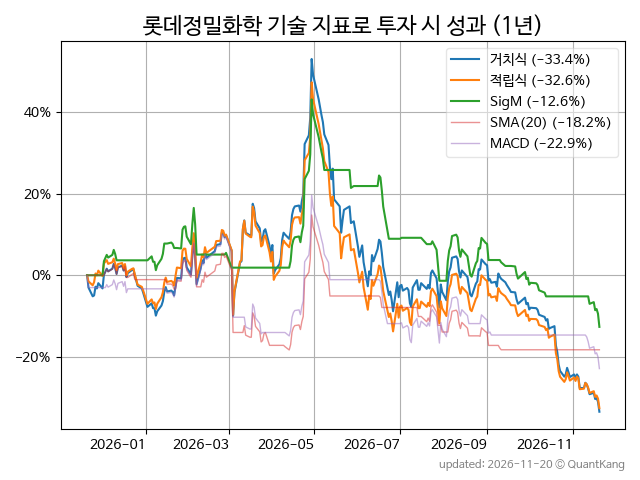 롯데정밀화학 기술 지표로 투자 시 성과 (1년)
거치식 (−33.4%)
적립식 (−32.6%)
SigM (−12.6%)
SMA(20) (−18.2%)
MACD (−22.9%)
40%
20%
0%
−20%
2026-01 2026-03 2026-05 2026-07 2026-09 2026-11
updated: 2026-11-20 © QuantKang